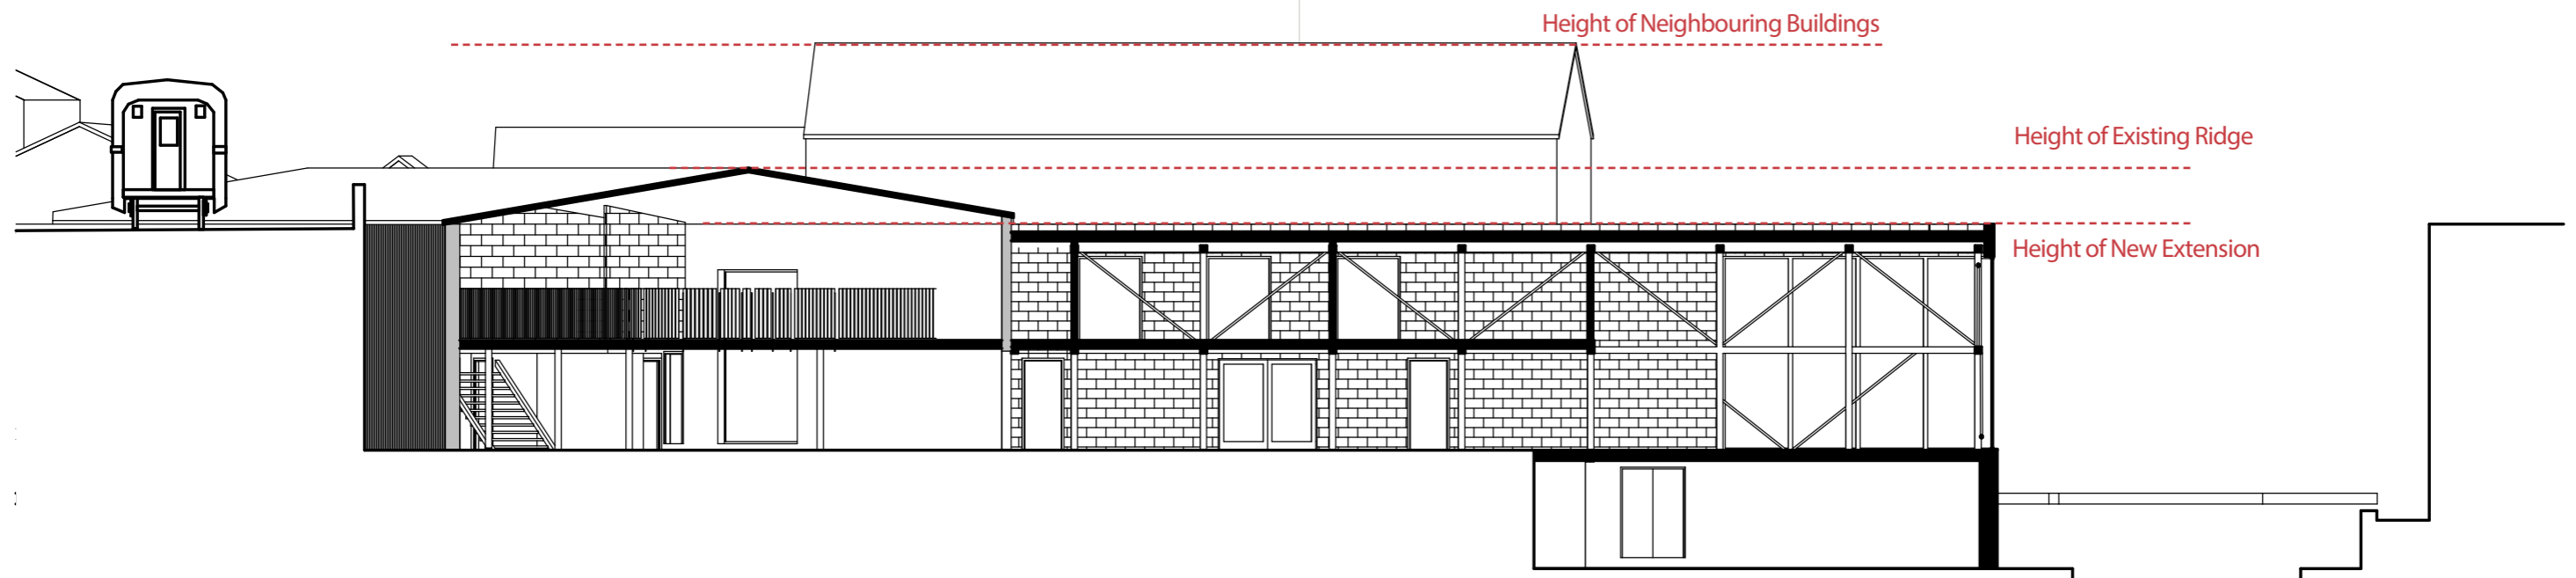 Height of Neighbouring Buildings
Height of Existing Ridge
Height of New Extension